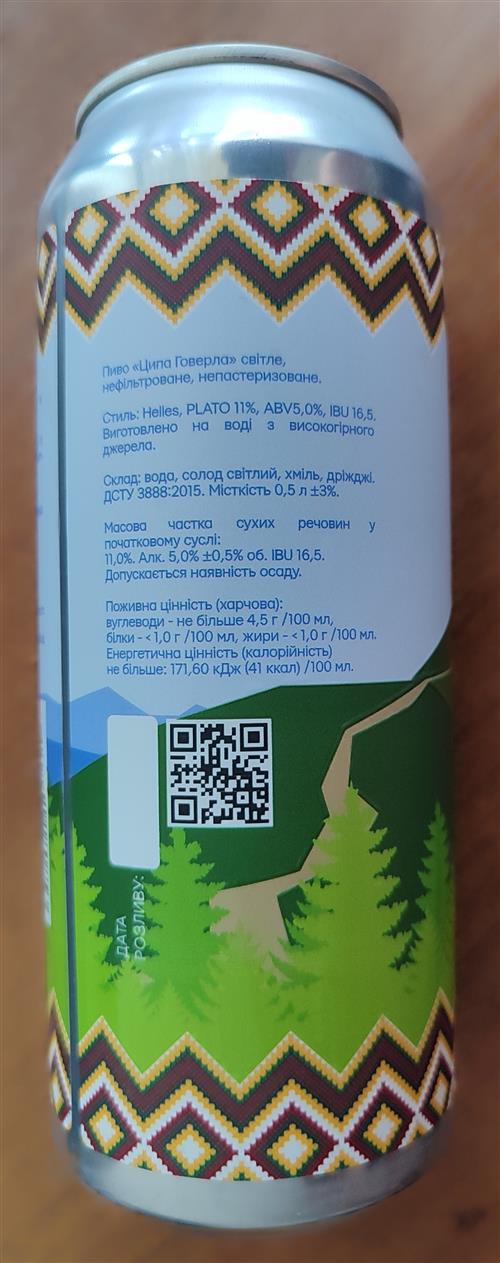 Пиво «Ципа Говерла» світле,
нефільтроване, непастеризоване.
Стиль: Helles, PLATO 11%, ABV5,0%, IBU 16,5.
Виготовлено на воді з високогірного
джерела.
Склад: вода, солод світлий, хміль, дріжджі.
ДСТУ 3888:2015. Місткість 0,5 л ±3%.
Масова частка сухих речовин у
початковому суслі:
11,0%. Алк. 5,0% ±0,5% об. IBU 16,5.
Допускається наявність осаду.
Поживна цінність (харчова):
вуглеводи - не більше 4,5 г /100 мл,
білки - <1,0 г /100 мл, жири - <1,0 г /100 мл.
Енергетична цінність (калорійність)
не більше: 171,60 кДж (41 ккал) /100 мл.
ДАТА
РОЗЛИВУ: